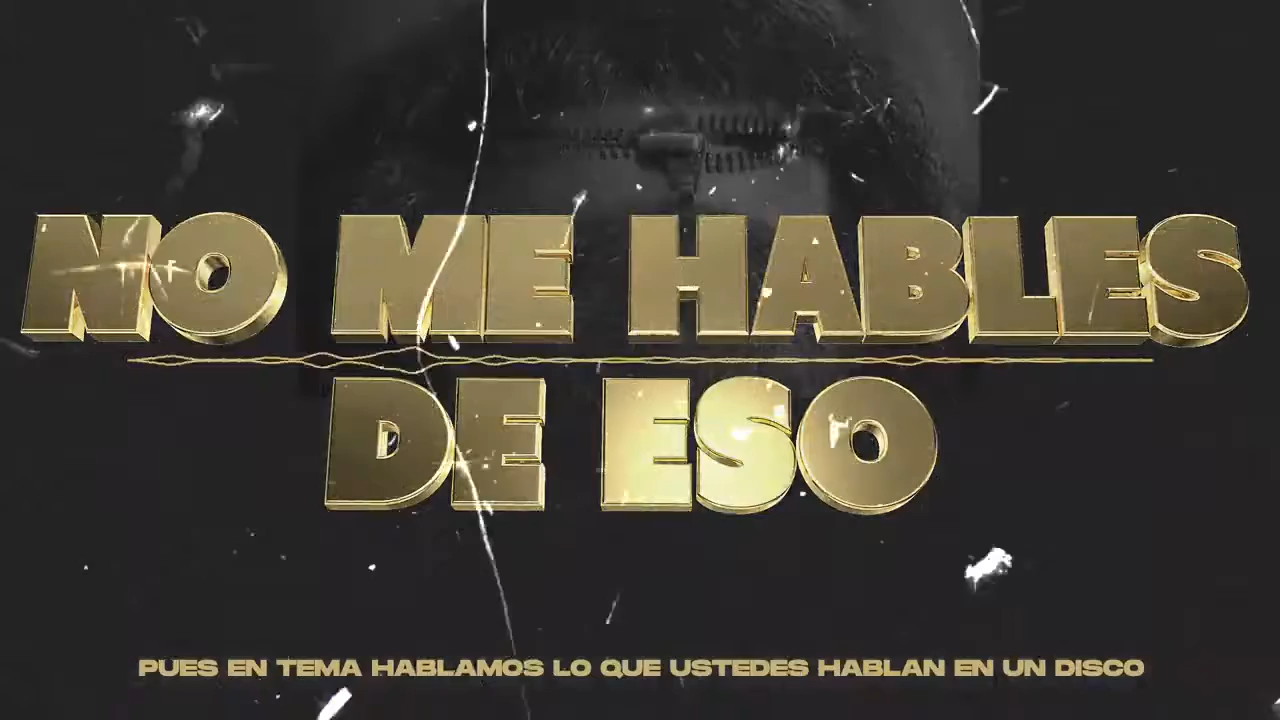 NO ME HABLES
DE ESO
PUES EN TEMA HABLAMOS LO QUE USTEDES HABLAN EN UN DISCO